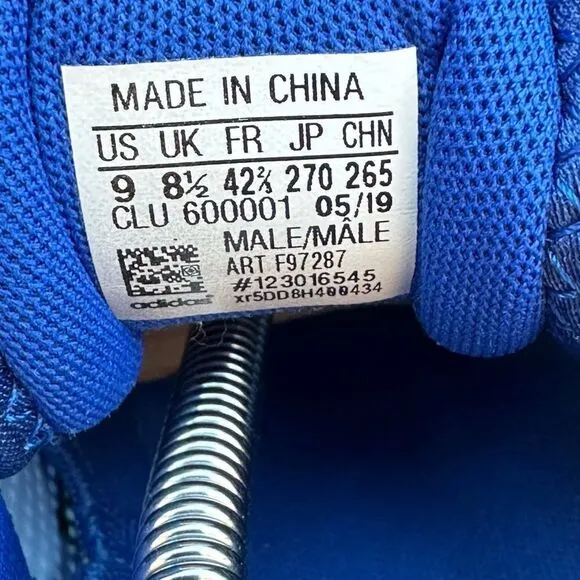 MADE IN CHINA
US UK FR JP CHN
9 8½ 42⅔ 270 265
CLU 600001 05/19
MALE/MÂLE
ART F97287
#123016545
xr5DD8H400434
adidas